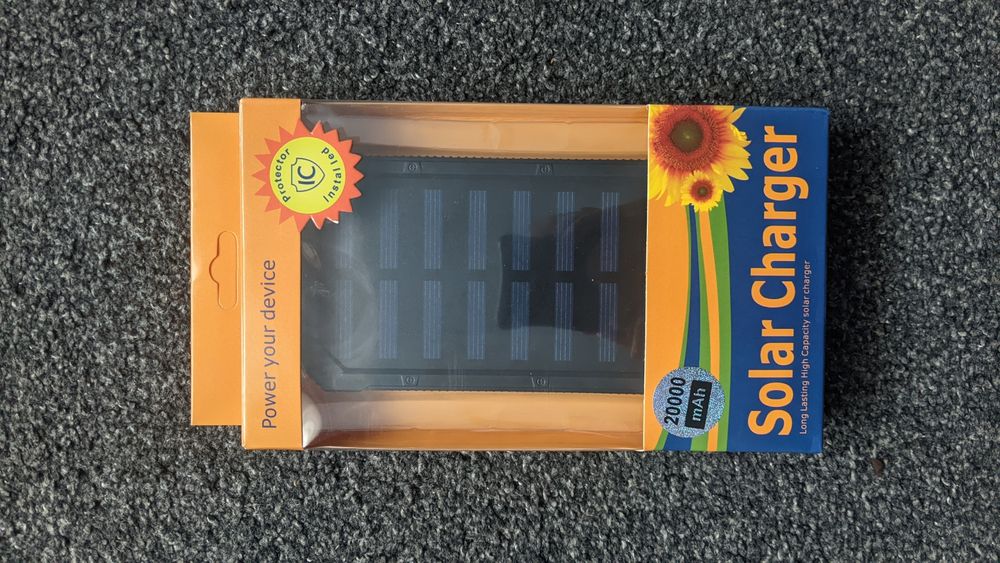 Power your device
Protector
IC
Installed
20000
mAh
Solar Charger
Long Lasting High Capacity solar charger